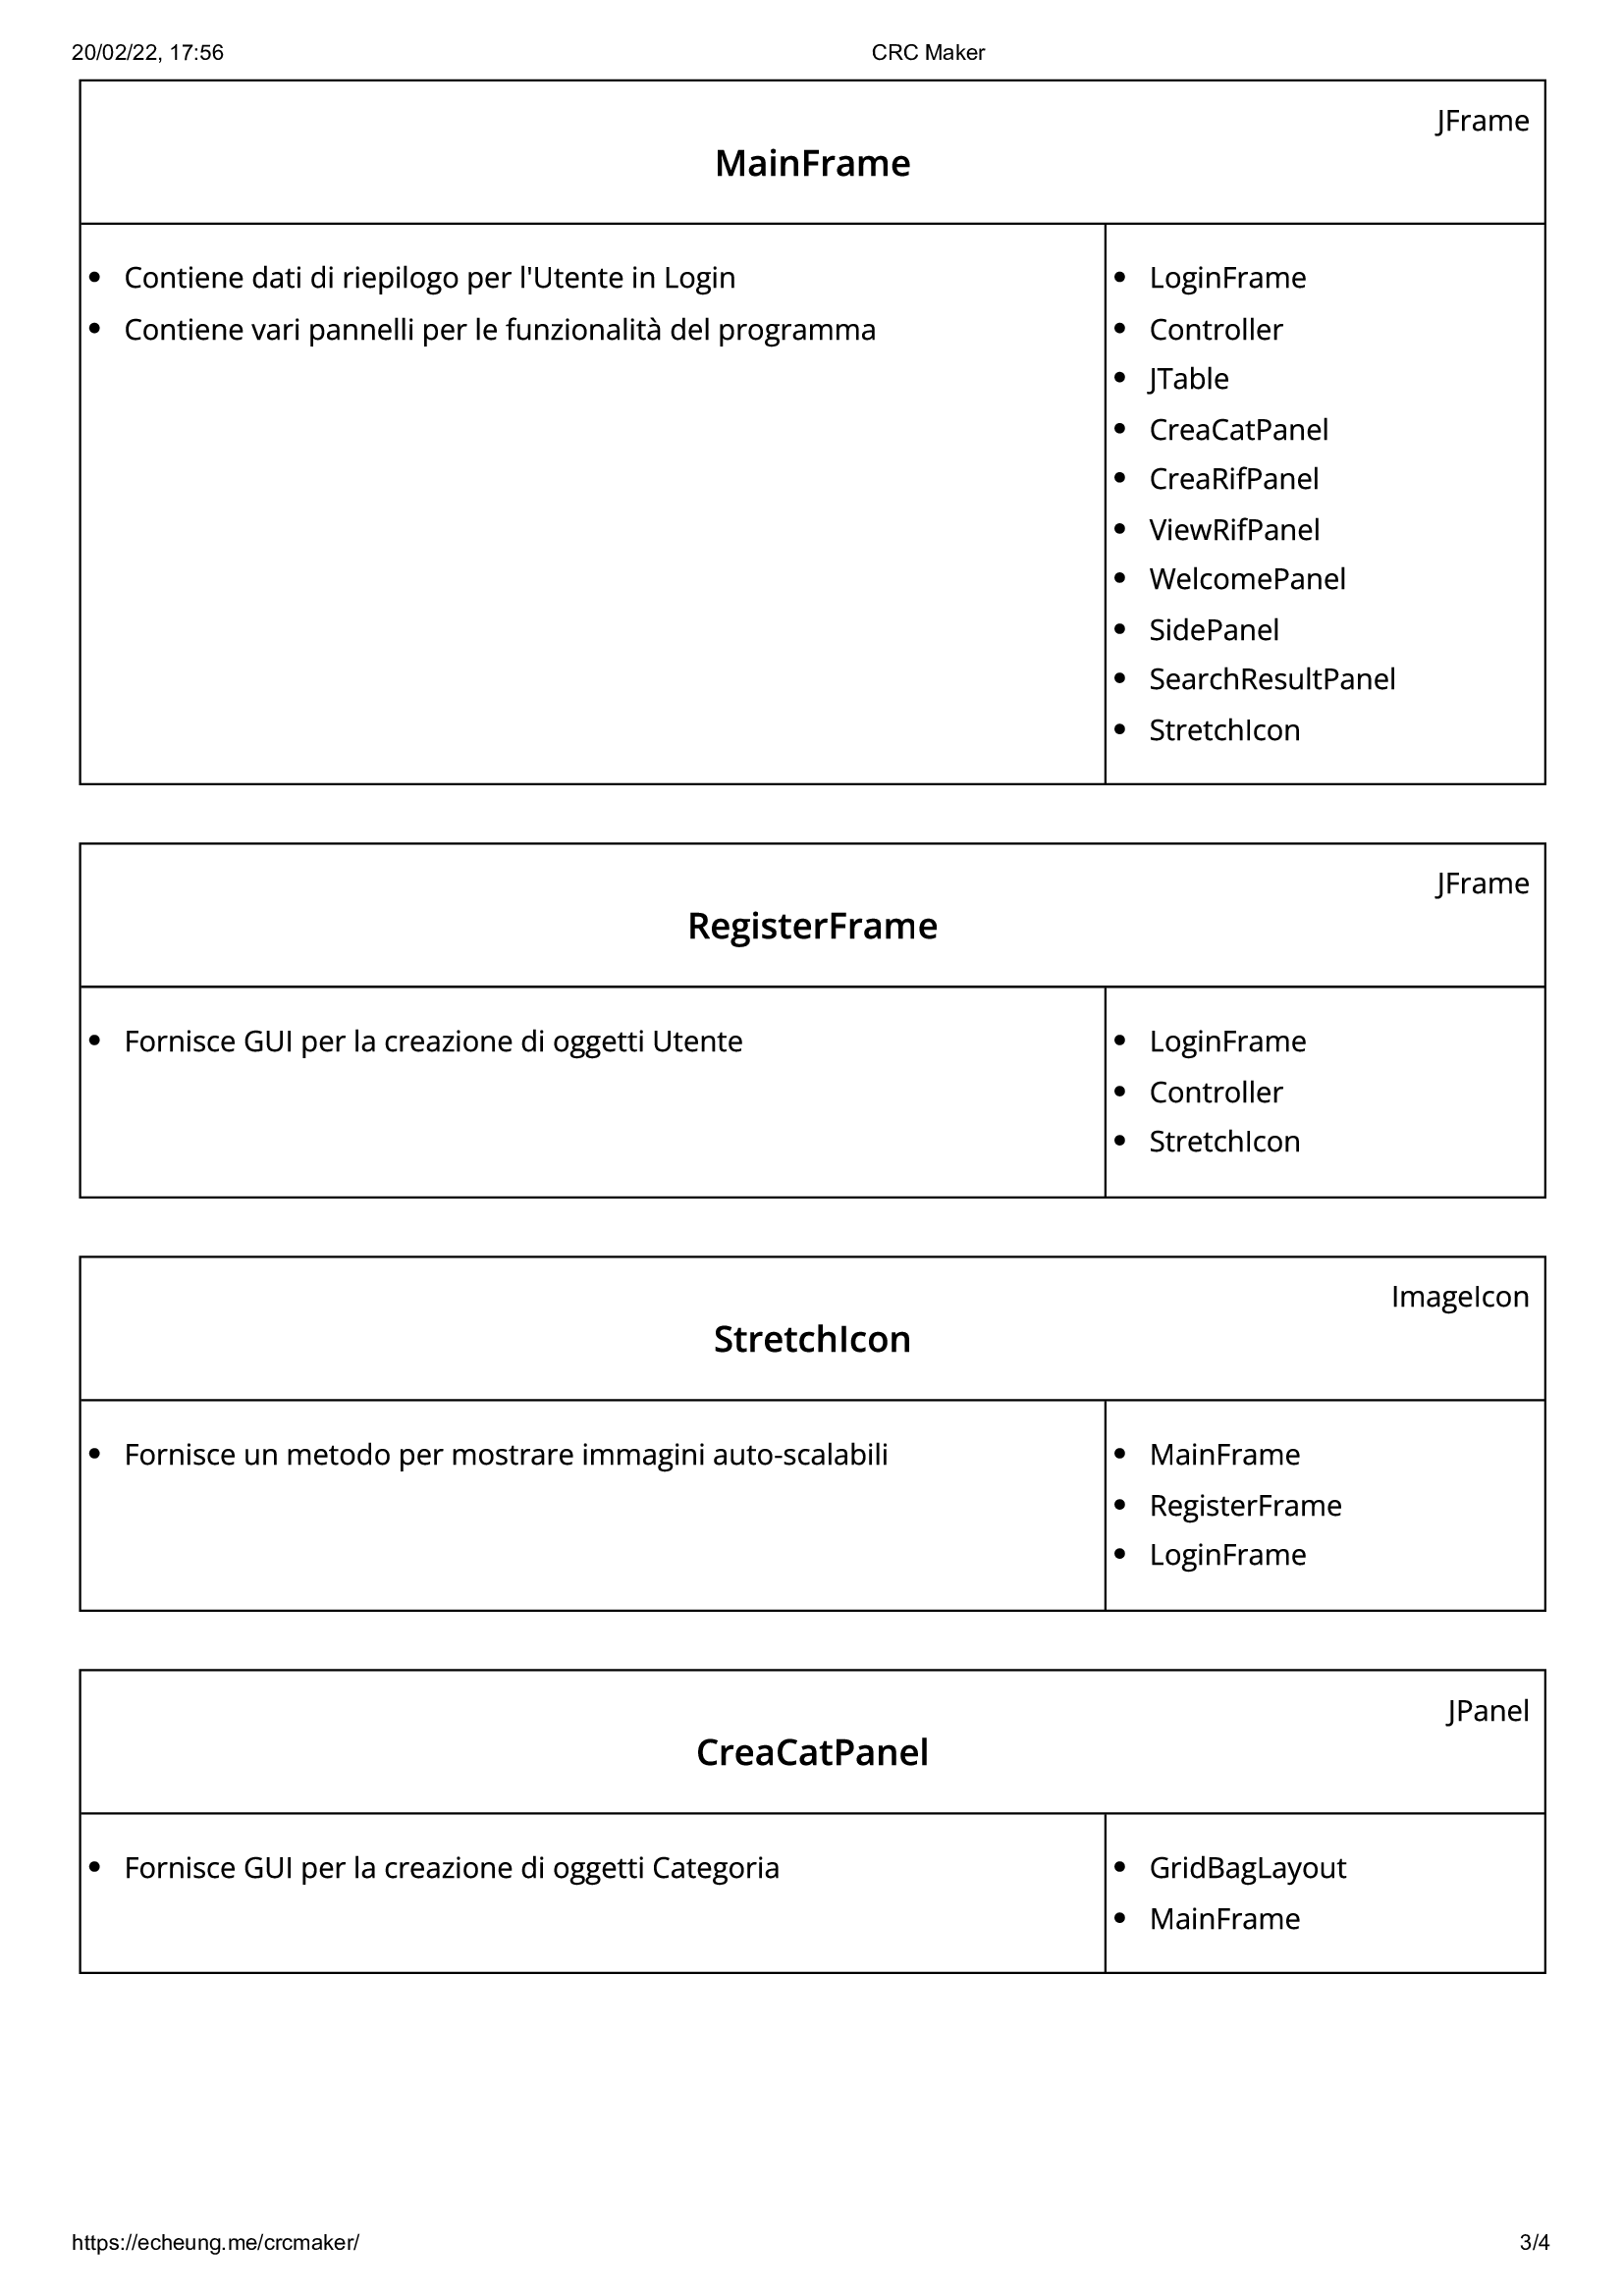 20/02/22, 17:56
CRC Maker
JFrame
MainFrame
Contiene dati di riepilogo per l'Utente in Login
Contiene vari pannelli per le funzionalità del programma
LoginFrame
Controller
JTable
CreaCatPanel
CreaRifPanel
ViewRifPanel
WelcomePanel
SidePanel
SearchResultPanel
StretchIcon
JFrame
RegisterFrame
Fornisce GUI per la creazione di oggetti Utente
LoginFrame
Controller
StretchIcon
ImageIcon
StretchIcon
Fornisce un metodo per mostrare immagini auto-scalabili
MainFrame
RegisterFrame
LoginFrame
JPanel
CreaCatPanel
Fornisce GUI per la creazione di oggetti Categoria
GridBagLayout
MainFrame
https://echeung.me/crcmaker/
3/4